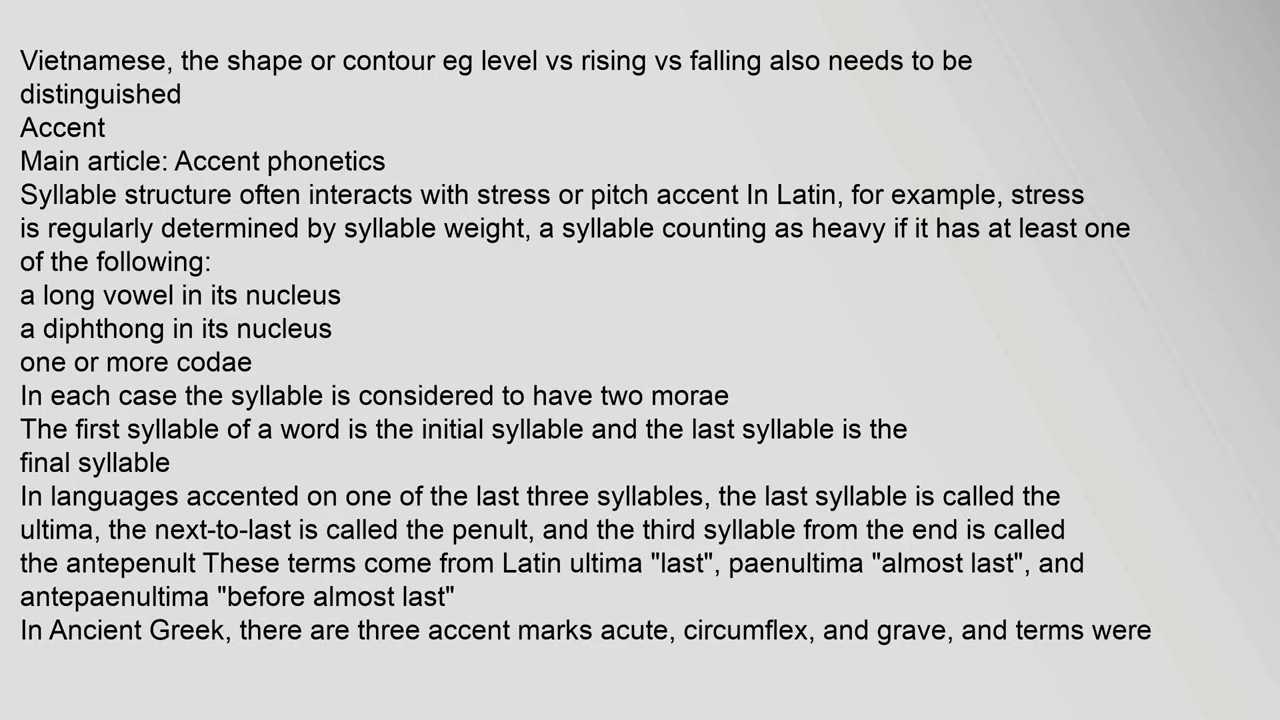 Vietnamese, the shape or contour eg level vs rising vs falling also needs to be
distinguished
Accent
Main article: Accent phonetics
Syllable structure often interacts with stress or pitch accent In Latin, for example, stress
is regularly determined by syllable weight, a syllable counting as heavy if it has at least one
of the following:
a long vowel in its nucleus
a diphthong in its nucleus
one or more codae
In each case the syllable is considered to have two morae
The first syllable of a word is the initial syllable and the last syllable is the
final syllable
In languages accented on one of the last three syllables, the last syllable is called the
ultima, the next-to-last is called the penult, and the third syllable from the end is called
the antepenult These terms come from Latin ultima "last", paenultima "almost last", and
antepaenultima "before almost last"
In Ancient Greek, there are three accent marks acute, circumflex, and grave, and terms were